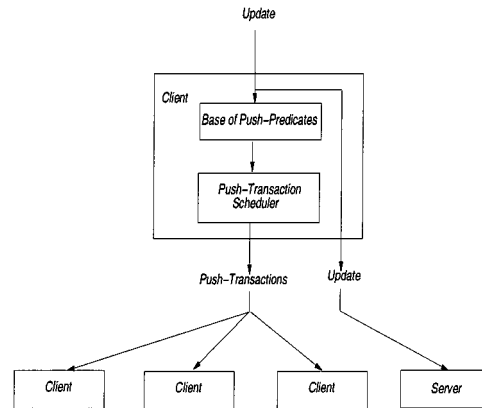 Update
Client
Base of Push-Predicates
Push-Transaction
Scheduler
Push-Transactions
Update
Client
Client
Client
Server